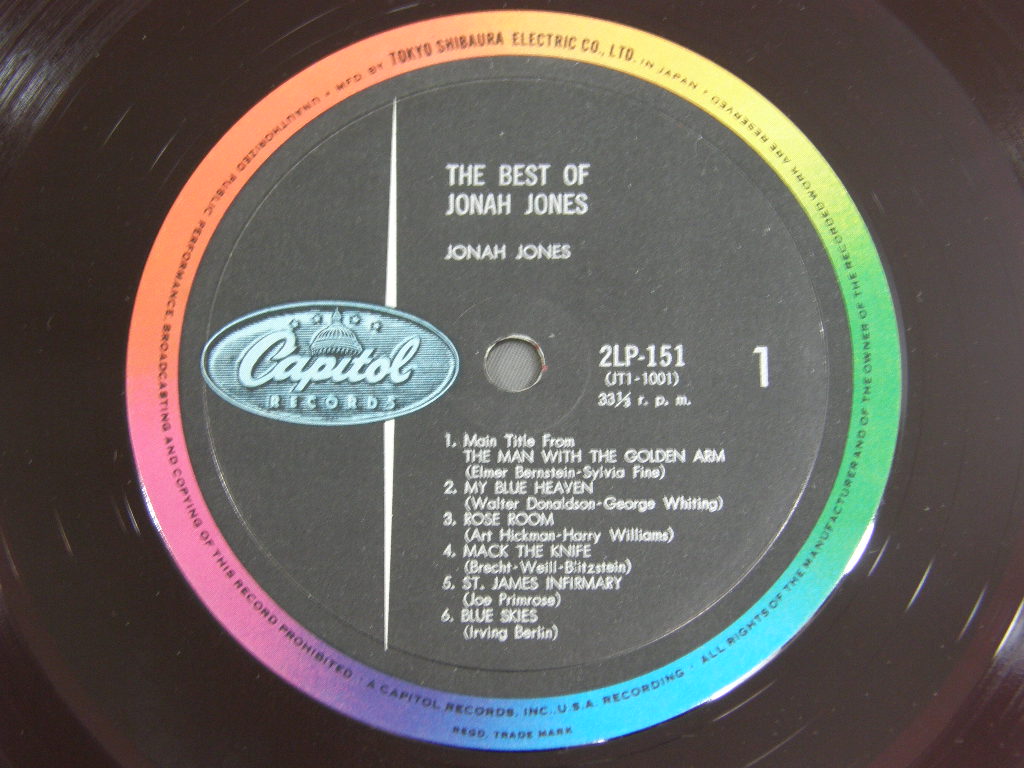 MFD. BY TOKYO SHIBAURA ELECTRIC CO., LTD. IN JAPAN · ALL RIGHTS OF THE MANUFACTURER AND OF THE OWNER OF THE RECORDED WORK ARE RESERVED ·
UNAUTHORIZED PUBLIC PERFORMANCE, BROADCASTING AND COPYING OF THIS RECORD PROHIBITED · A CAPITOL RECORDS, INC., U.S.A. RECORDING ·
REGD. TRADE MARK
THE BEST OF
JONAH JONES
JONAH JONES
Capitol
RECORDS
2LP-151
(JT1-1001)
33⅓ r. p. m.
1
1. Main Title From
THE MAN WITH THE GOLDEN ARM
(Elmer Bernstein-Sylvia Fine)
2. MY BLUE HEAVEN
(Walter Donaldson-George Whiting)
3. ROSE ROOM
(Art Hickman-Harry Williams)
4. MACK THE KNIFE
(Brecht-Weill-Blitzstein)
5. ST. JAMES INFIRMARY
(Joe Primrose)
6. BLUE SKIES
(Irving Berlin)